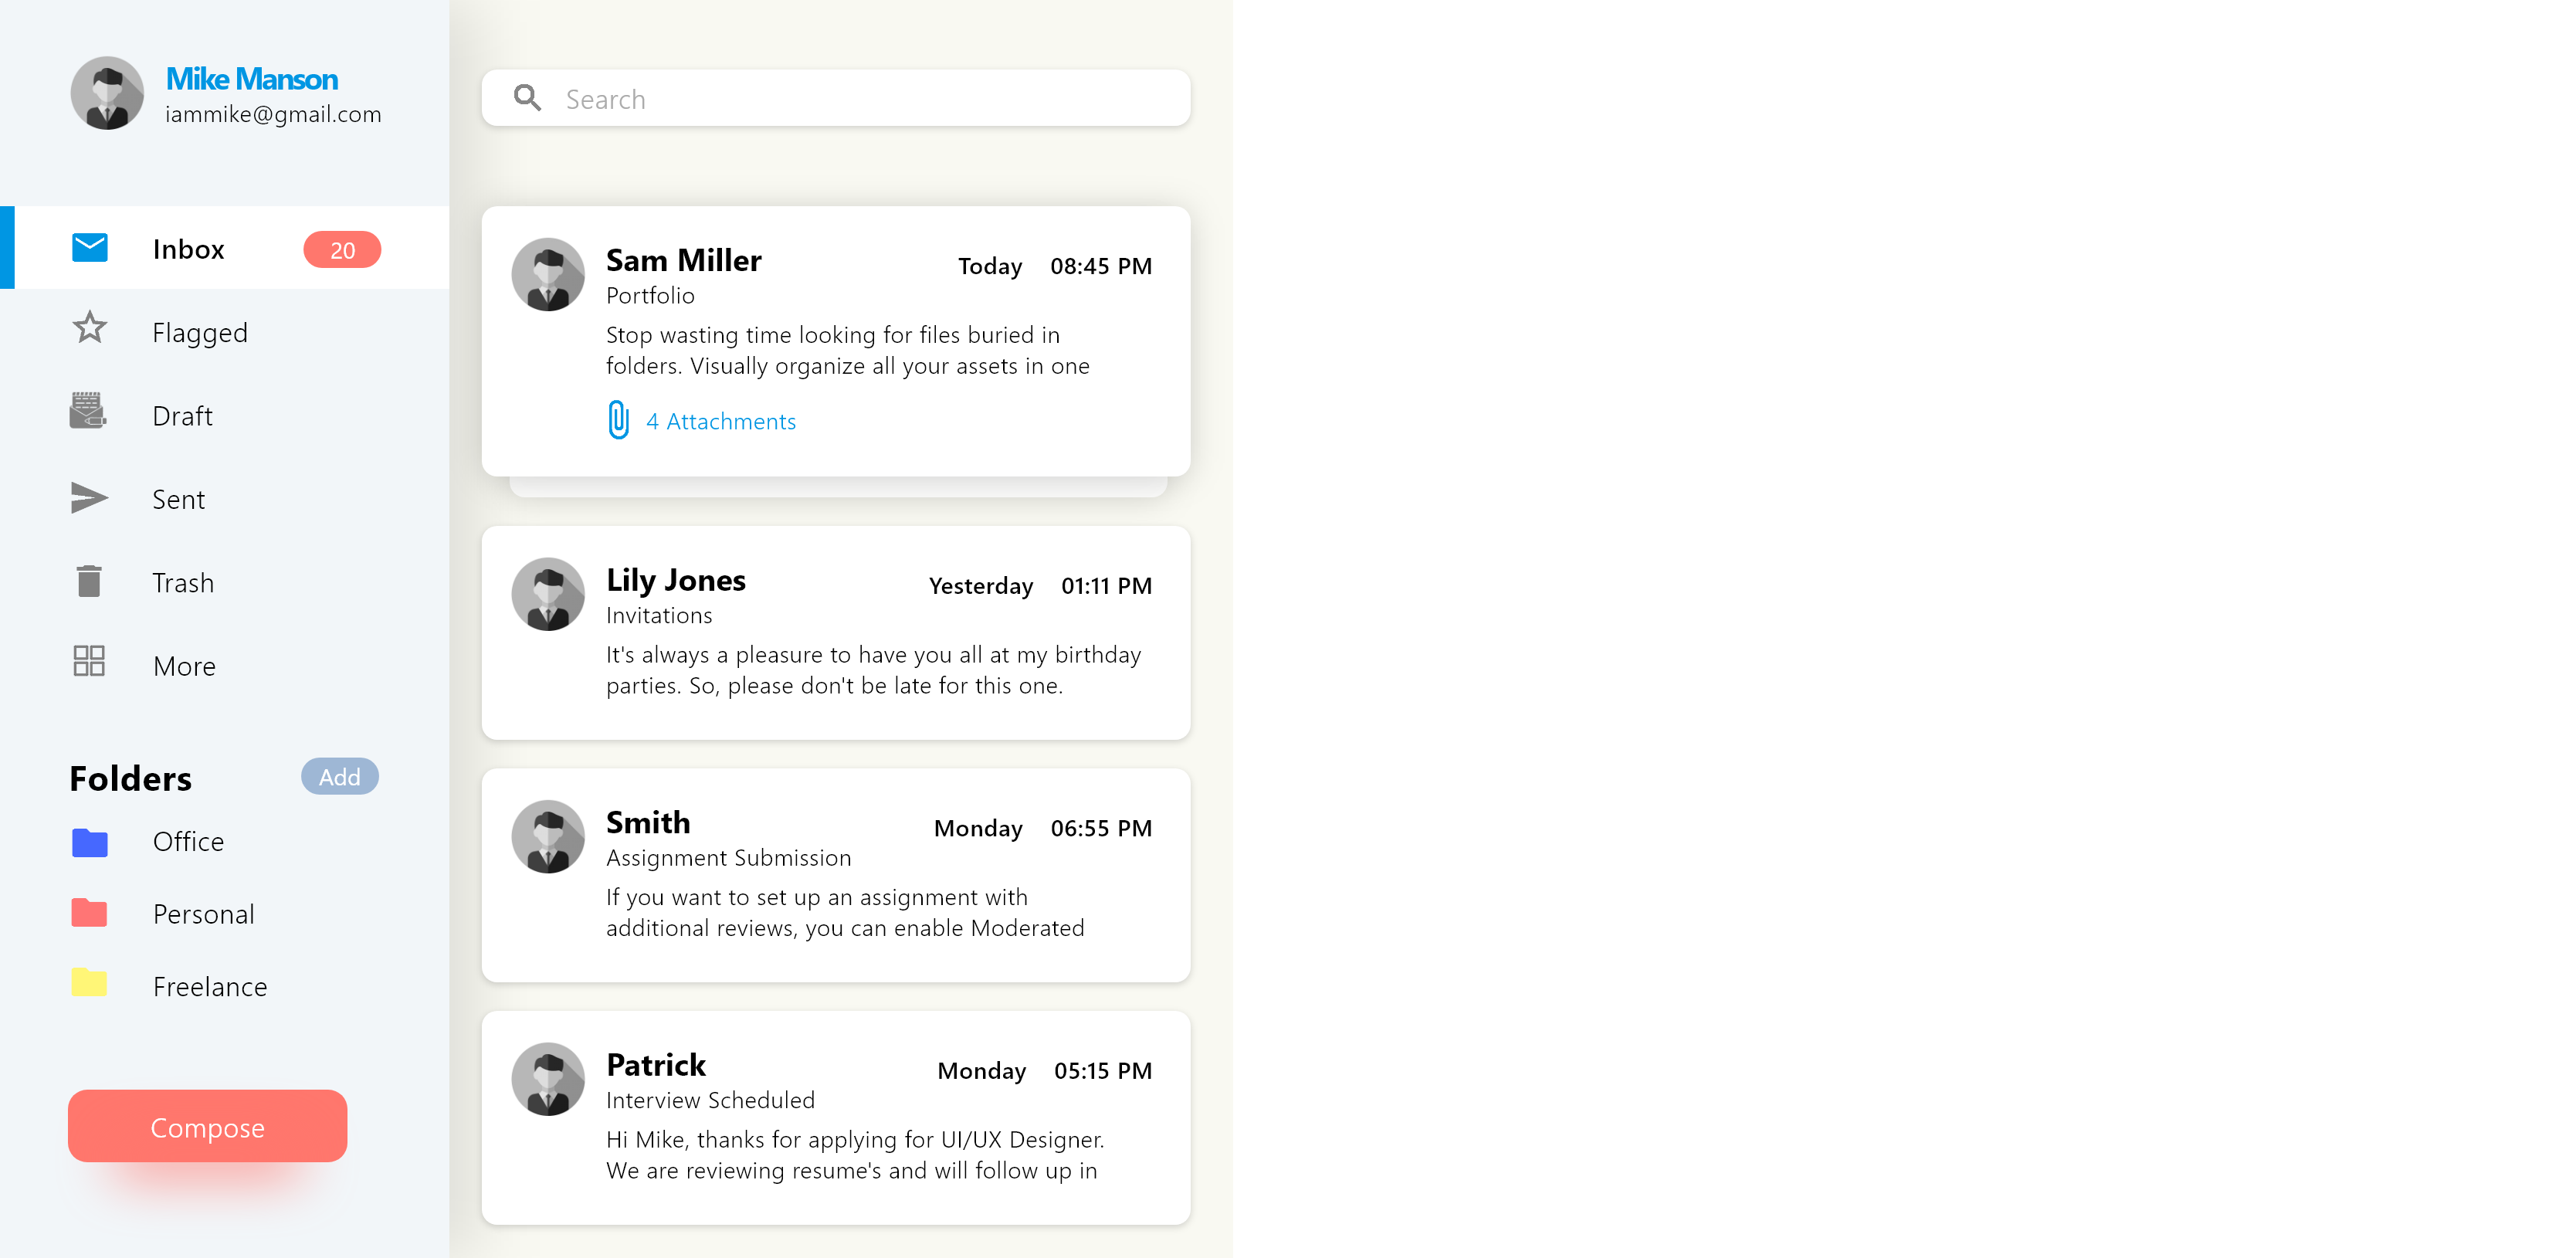 Mike Manson
iammike@gmail.com
Inbox 20
Flagged
Draft
Sent
Trash
More
Folders Add
Office
Personal
Freelance
Compose
Search
Sam Miller Today 08:45 PM
Portfolio
Stop wasting time looking for files buried in
folders. Visually organize all your assets in one
4 Attachments
Lily Jones Yesterday 01:11 PM
Invitations
It's always a pleasure to have you all at my birthday
parties. So, please don't be late for this one.
Smith Monday 06:55 PM
Assignment Submission
If you want to set up an assignment with
additional reviews, you can enable Moderated
Patrick Monday 05:15 PM
Interview Scheduled
Hi Mike, thanks for applying for UI/UX Designer.
We are reviewing resume's and will follow up in